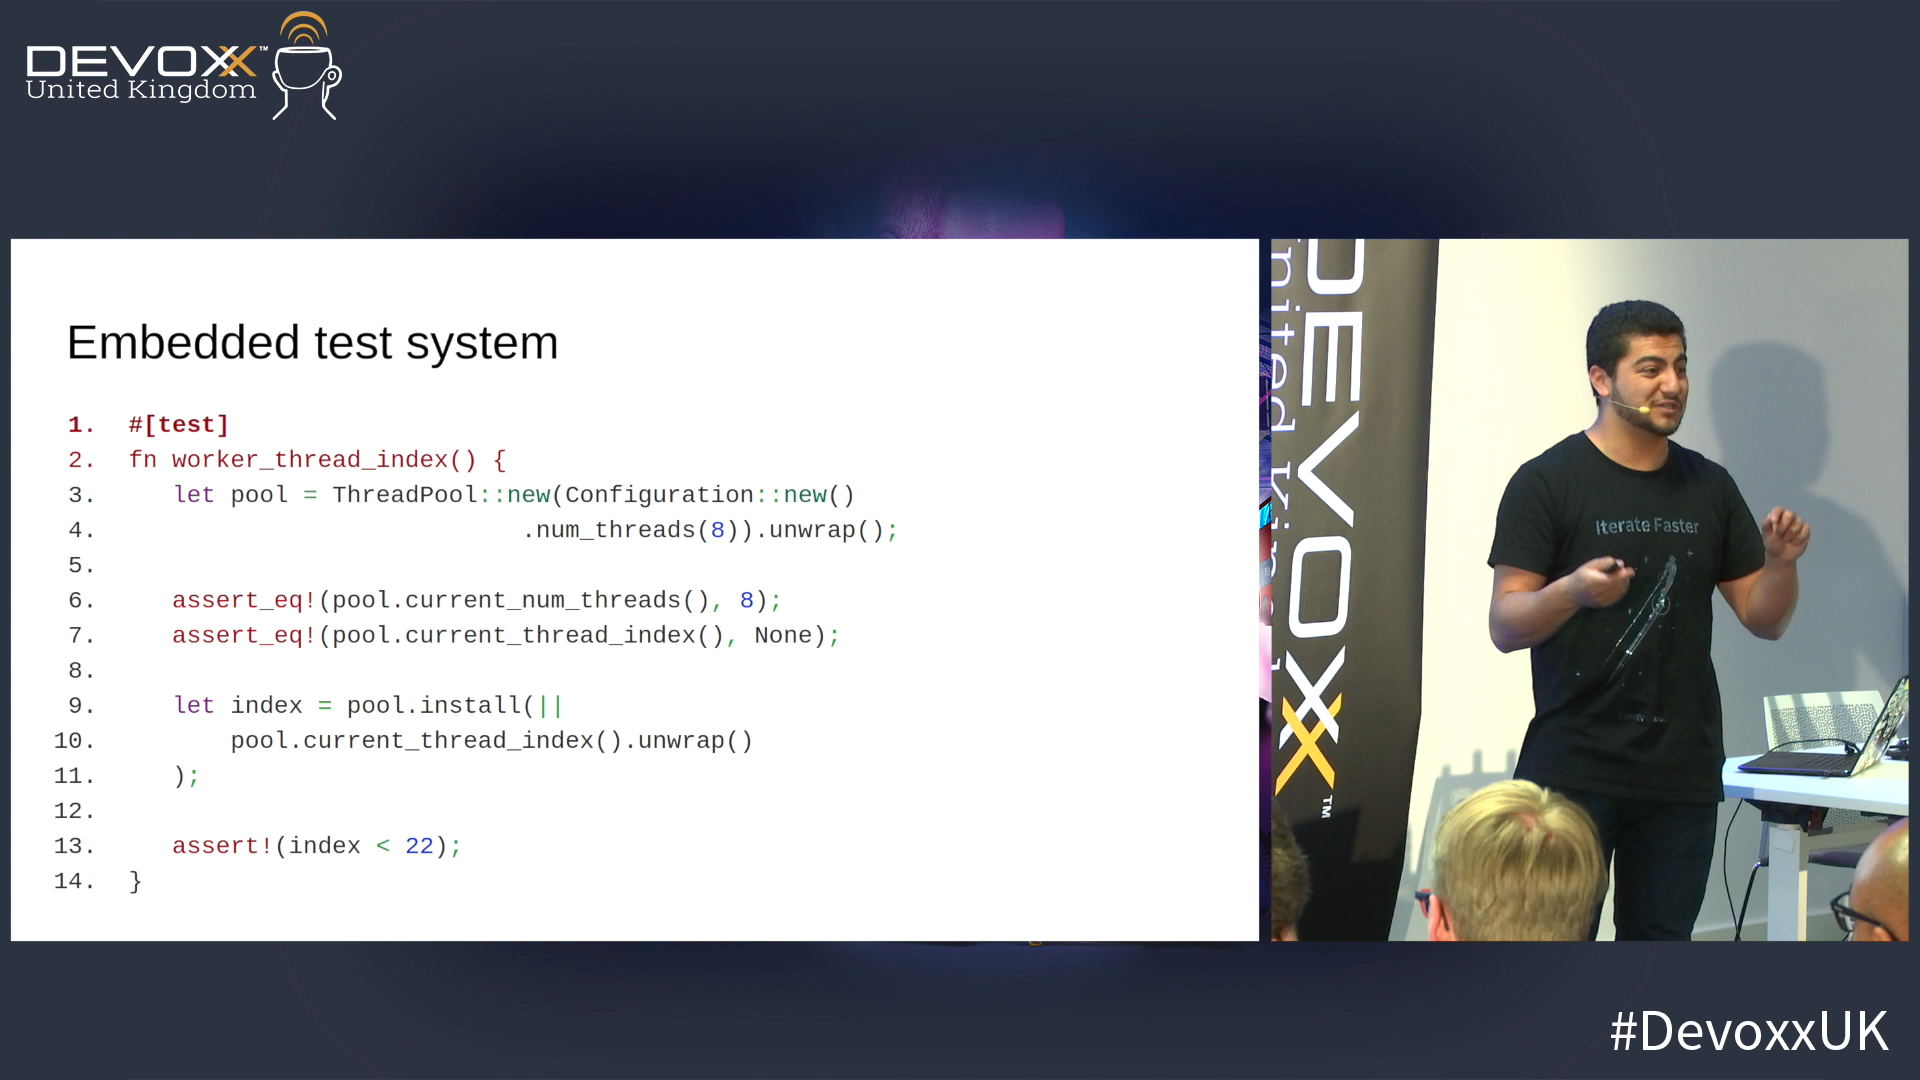 DEVOXX™
United Kingdom
Embedded test system
1. #[test]
2. fn worker_thread_index() {
3. let pool = ThreadPool::new(Configuration::new()
4. .num_threads(8)).unwrap();
5.
6. assert_eq!(pool.current_num_threads(), 8);
7. assert_eq!(pool.current_thread_index(), None);
8.
9. let index = pool.install(||
10. pool.current_thread_index().unwrap()
11. );
12.
13. assert!(index < 22);
14. }
DEVOXX™
Iterate Faster
#DevoxxUK